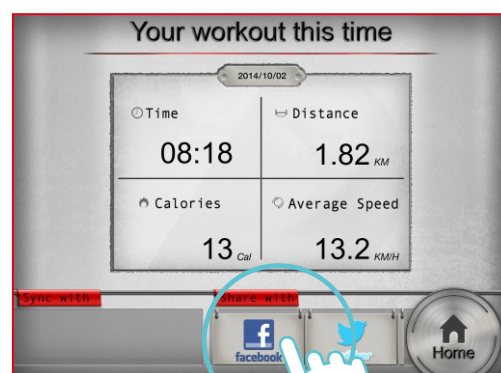 Your workout this time
2014/10/02
Time
Distance
08:18
1.82 KM
Calories
Average Speed
13 Cal
13.2 KM/H
Sync with
Share with
facebook
Home